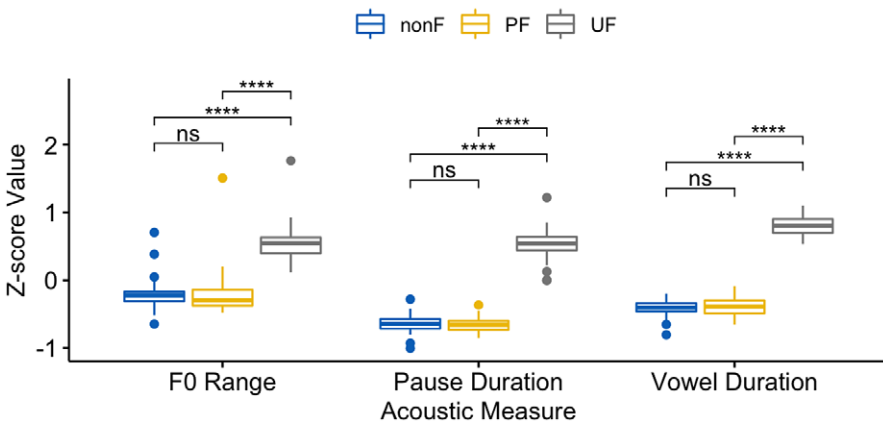 nonF PF UF
Z-score Value
2
1
0
-1
****
****
ns
****
****
ns
****
****
ns
F0 Range Pause Duration Vowel Duration
Acoustic Measure